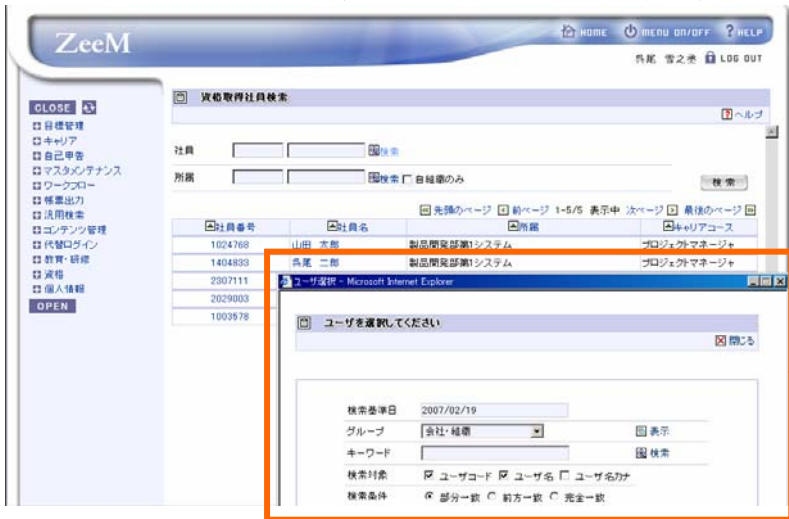 ZeeM
HOME MENU ON/OFF ? HELP
呉尾 雪之丞 LOG OUT
資格取得社員検索
? ヘルプ
CLOSE
目標管理
キャリア
自己申告
マスタメンテナンス
ワークフロー
帳票出力
汎用検索
コンテンツ管理
代替ログイン
教育・研修
資格
個人情報
OPEN
社員 検索
所属 検索 自組織のみ
検索
先頭のページ 前ページ 1-5/5 表示中 次ページ 最後のページ
社員番号 社員名 所属 キャリアコース
1024768 山田 太郎 製品開発部第1システム プロジェクトマネージャ
1404833 呉尾 二郎 製品開発部第1システム プロジェクトマネージャ
2307111
2029003
1003578
ユーザ選択 - Microsoft Internet Explorer
ユーザを選択してください
閉じる
検索基準日 2007/02/19
グループ 会社・組織 表示
キーワード 検索
検索対象 ユーザコード ユーザ名 ユーザ名カナ
検索条件 部分一致 前方一致 完全一致